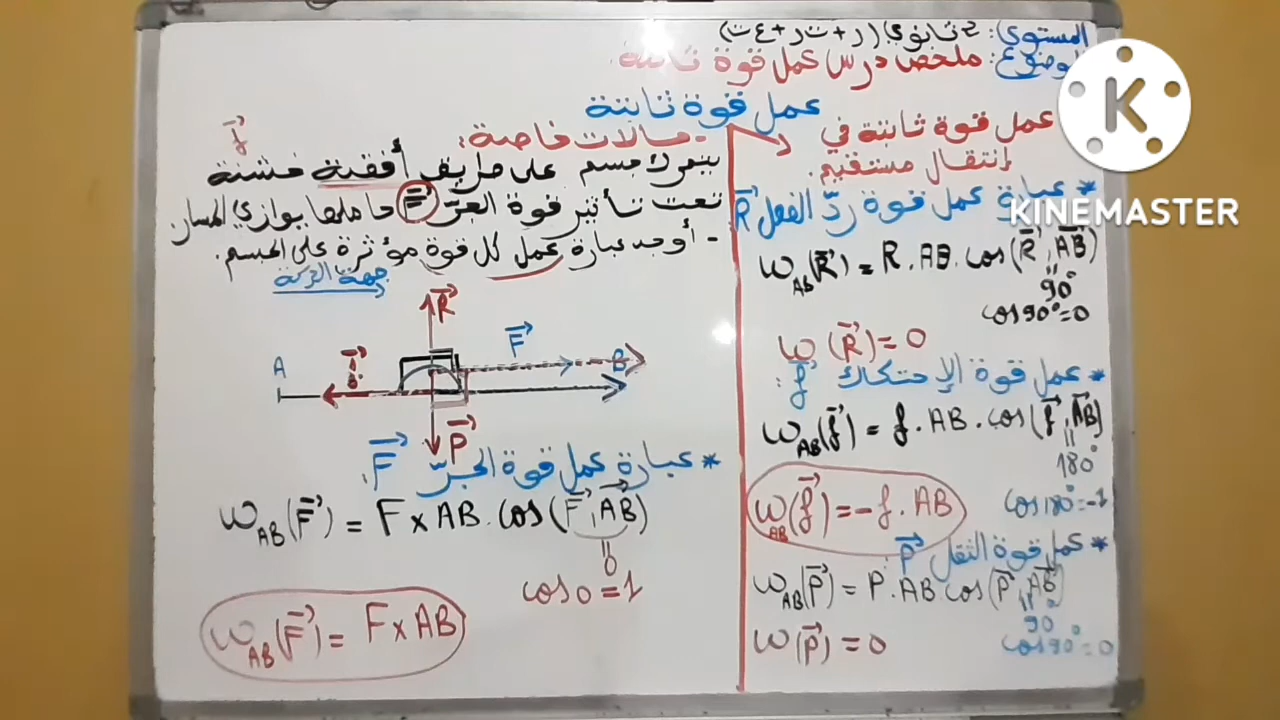 المستوى: 2 ثانوي (ر+ت ر+ع ت)
الموضوع: ملخص درس عمل قوة ثابتة
عمل قوة ثابتة
عمل قوة ثابتة في
إنتقال مستقيم.
- حالات خاصة:
f⃗
يتحرك جسم على طريق أفقية خشنة
تحت تأثير قوة الجرّ F⃗ حاملها يوازي المسار.
- أوجد عبارة عمل كل قوة مؤثرة على الجسم.
جهة الحركة
R⃗
F⃗
A
B
P⃗
* عبارة عمل قوة الجرّ F⃗:
W_AB(F⃗) = F × AB . cos(F⃗, AB⃗)
0
cos 0 = 1
W_AB(F⃗) = F × AB
* عبارة عمل قوة ردّ الفعل R⃗
W_AB(R⃗) = R . AB . cos(R⃗, AB⃗)
90°
cos 90° = 0
W(R⃗) = 0
* عمل قوة الإحتكاك f⃗:
W_AB(f⃗) = f . AB . cos(f⃗, AB⃗)
180°
W_AB(f⃗) = -f . AB
cos 180° = -1
* عمل قوة الثقل P⃗:
W_AB(P⃗) = P . AB cos(P⃗, AB⃗)
90°
W(P⃗) = 0
cos 90° = 0
K
KINEMASTER